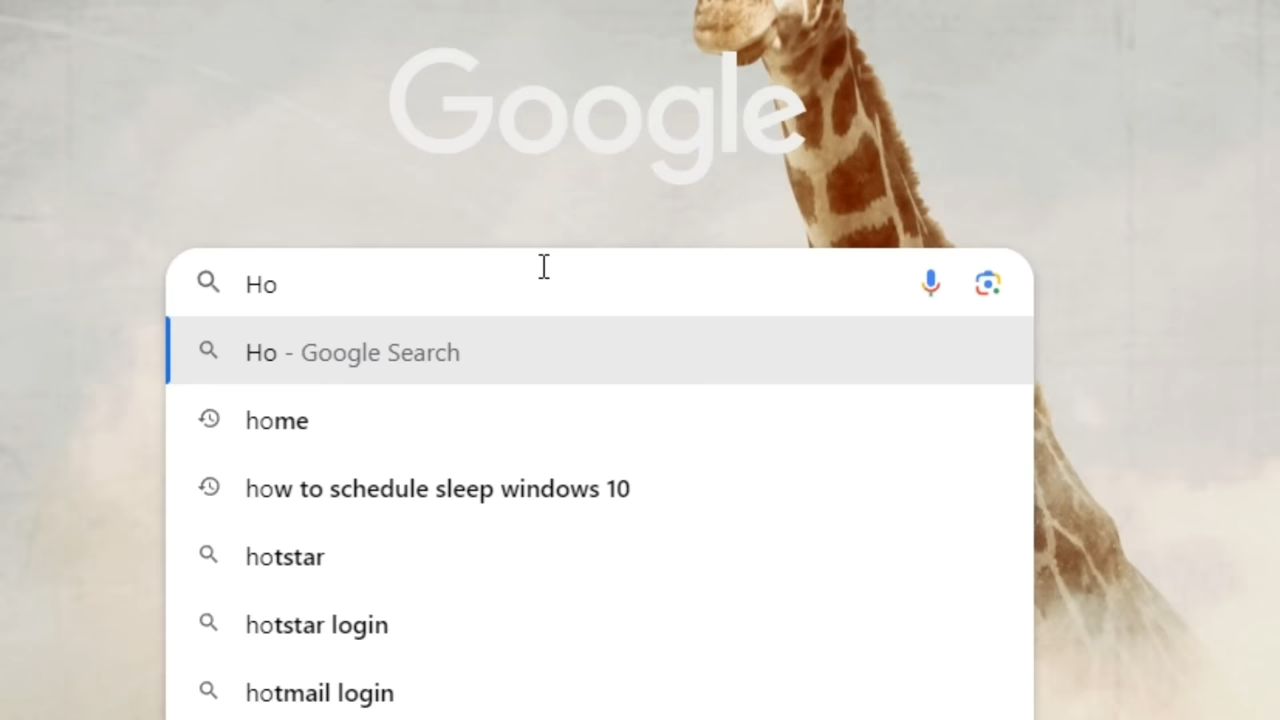 Google
Ho
Ho - Google Search
home
how to schedule sleep windows 10
hotstar
hotstar login
hotmail login